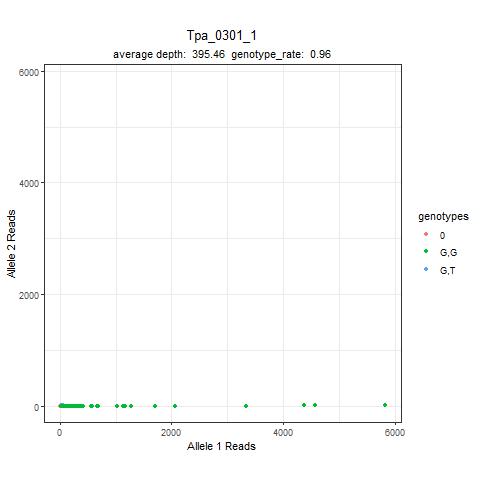 Tpa_0301_1
average depth: 395.46 genotype_rate: 0.96
6000
4000
2000
0
Allele 2 Reads
0
2000
4000
6000
Allele 1 Reads
genotypes
0
G,G
G,T